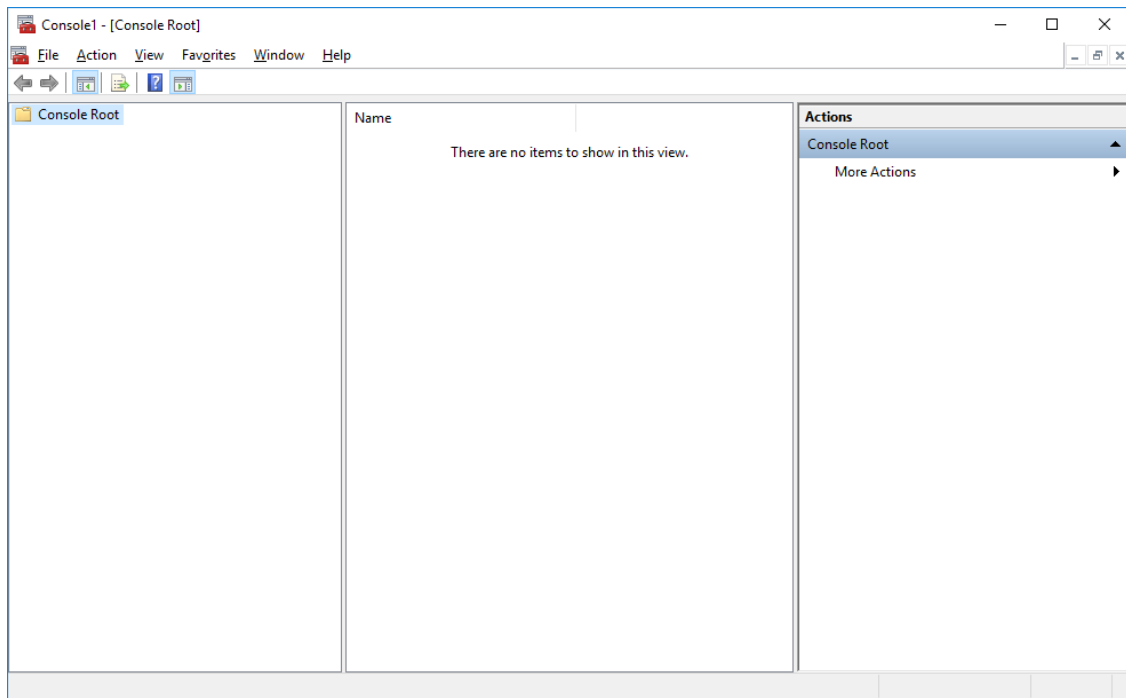 Console1 - [Console Root]
File Action View Favorites Window Help
Console Root
Name
There are no items to show in this view.
Actions
Console Root
More Actions